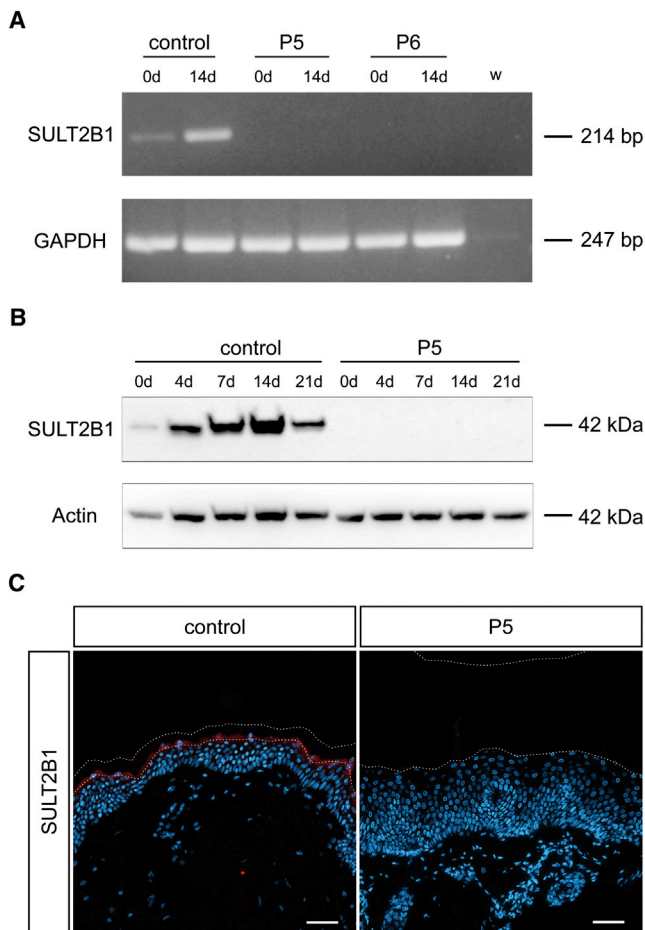 A
control P5 P6
0d 14d 0d 14d 0d 14d w
SULT2B1 214 bp
GAPDH 247 bp
B
control P5
0d 4d 7d 14d 21d 0d 4d 7d 14d 21d
SULT2B1 42 kDa
Actin 42 kDa
C
control P5
SULT2B1